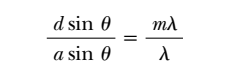 d sin θ / a sin θ = mλ / λ